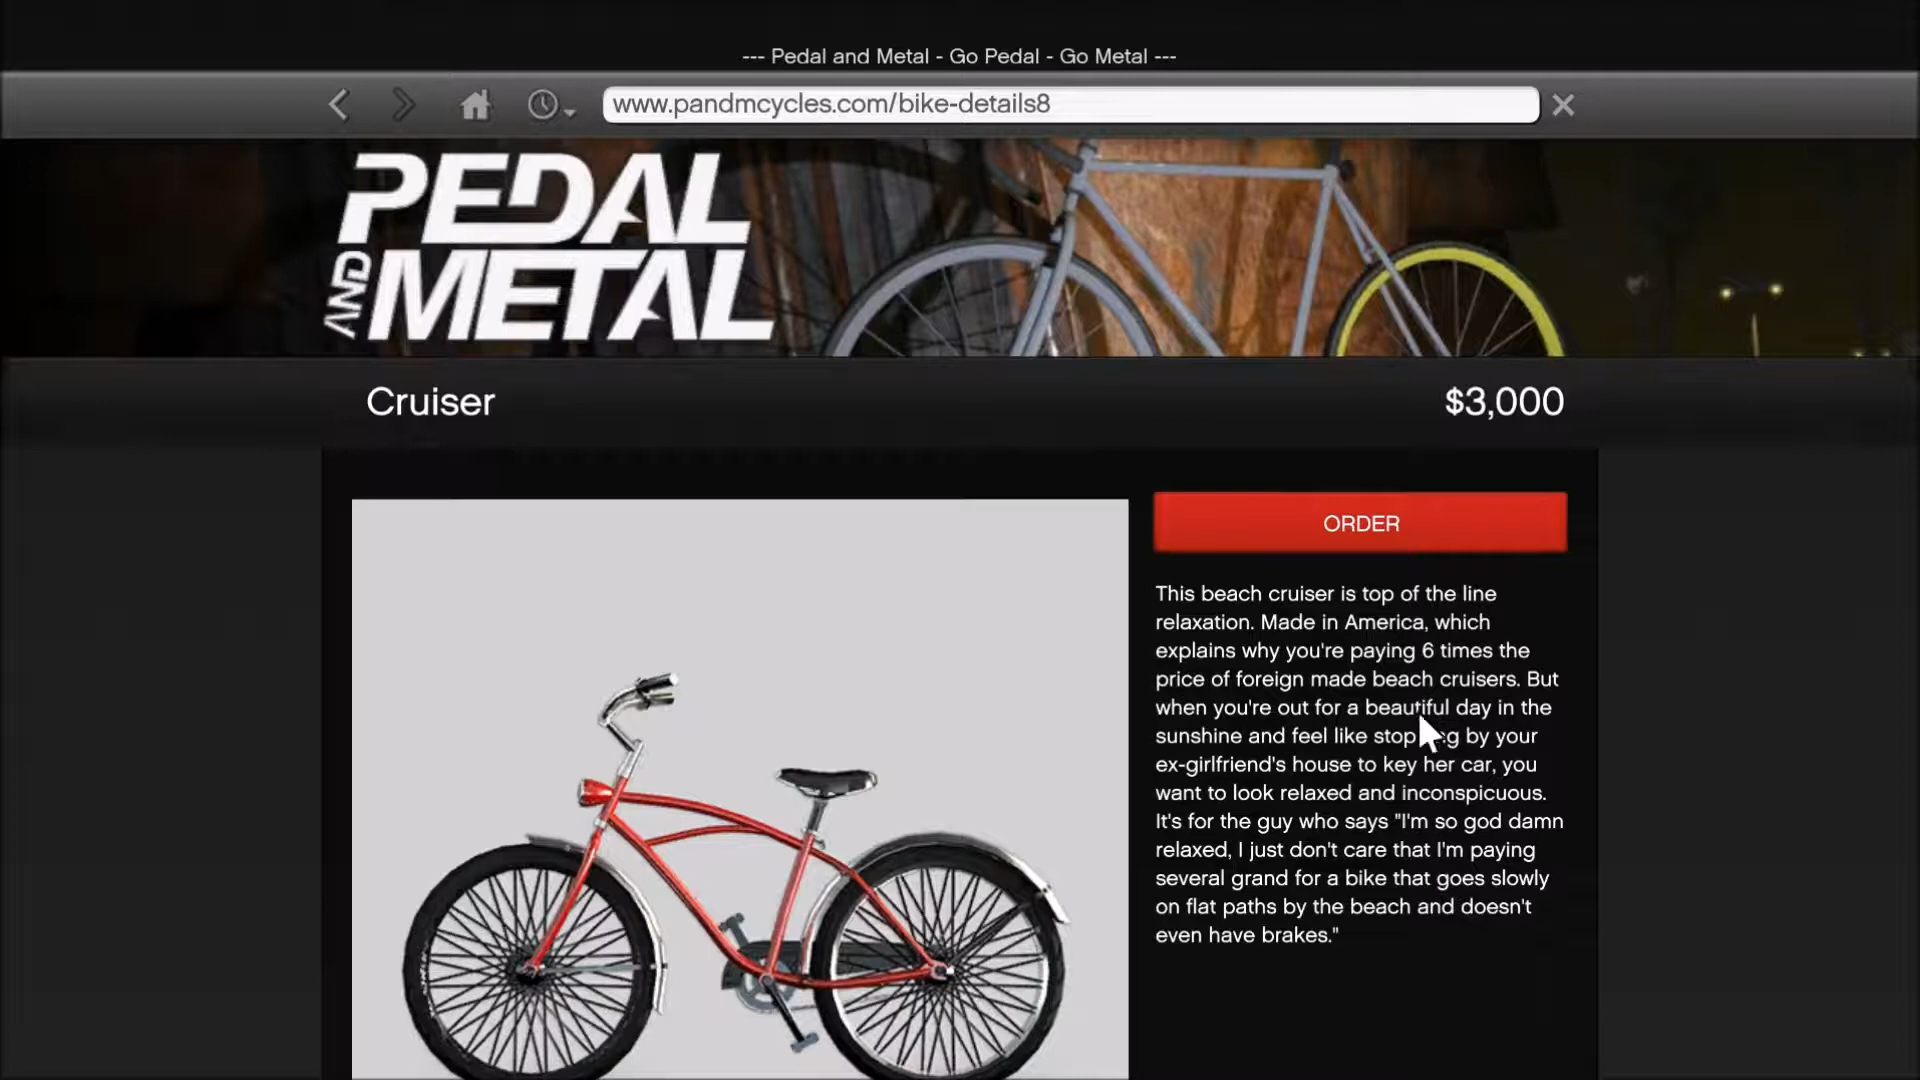 --- Pedal and Metal - Go Pedal - Go Metal ---
www.pandmcycles.com/bike-details8
PEDAL
AND METAL
Cruiser
$3,000
ORDER
This beach cruiser is top of the line
relaxation. Made in America, which
explains why you're paying 6 times the
price of foreign made beach cruisers. But
when you're out for a beautiful day in the
sunshine and feel like stopping by your
ex-girlfriend's house to key her car, you
want to look relaxed and inconspicuous.
It's for the guy who says "I'm so god damn
relaxed, I just don't care that I'm paying
several grand for a bike that goes slowly
on flat paths by the beach and doesn't
even have brakes."